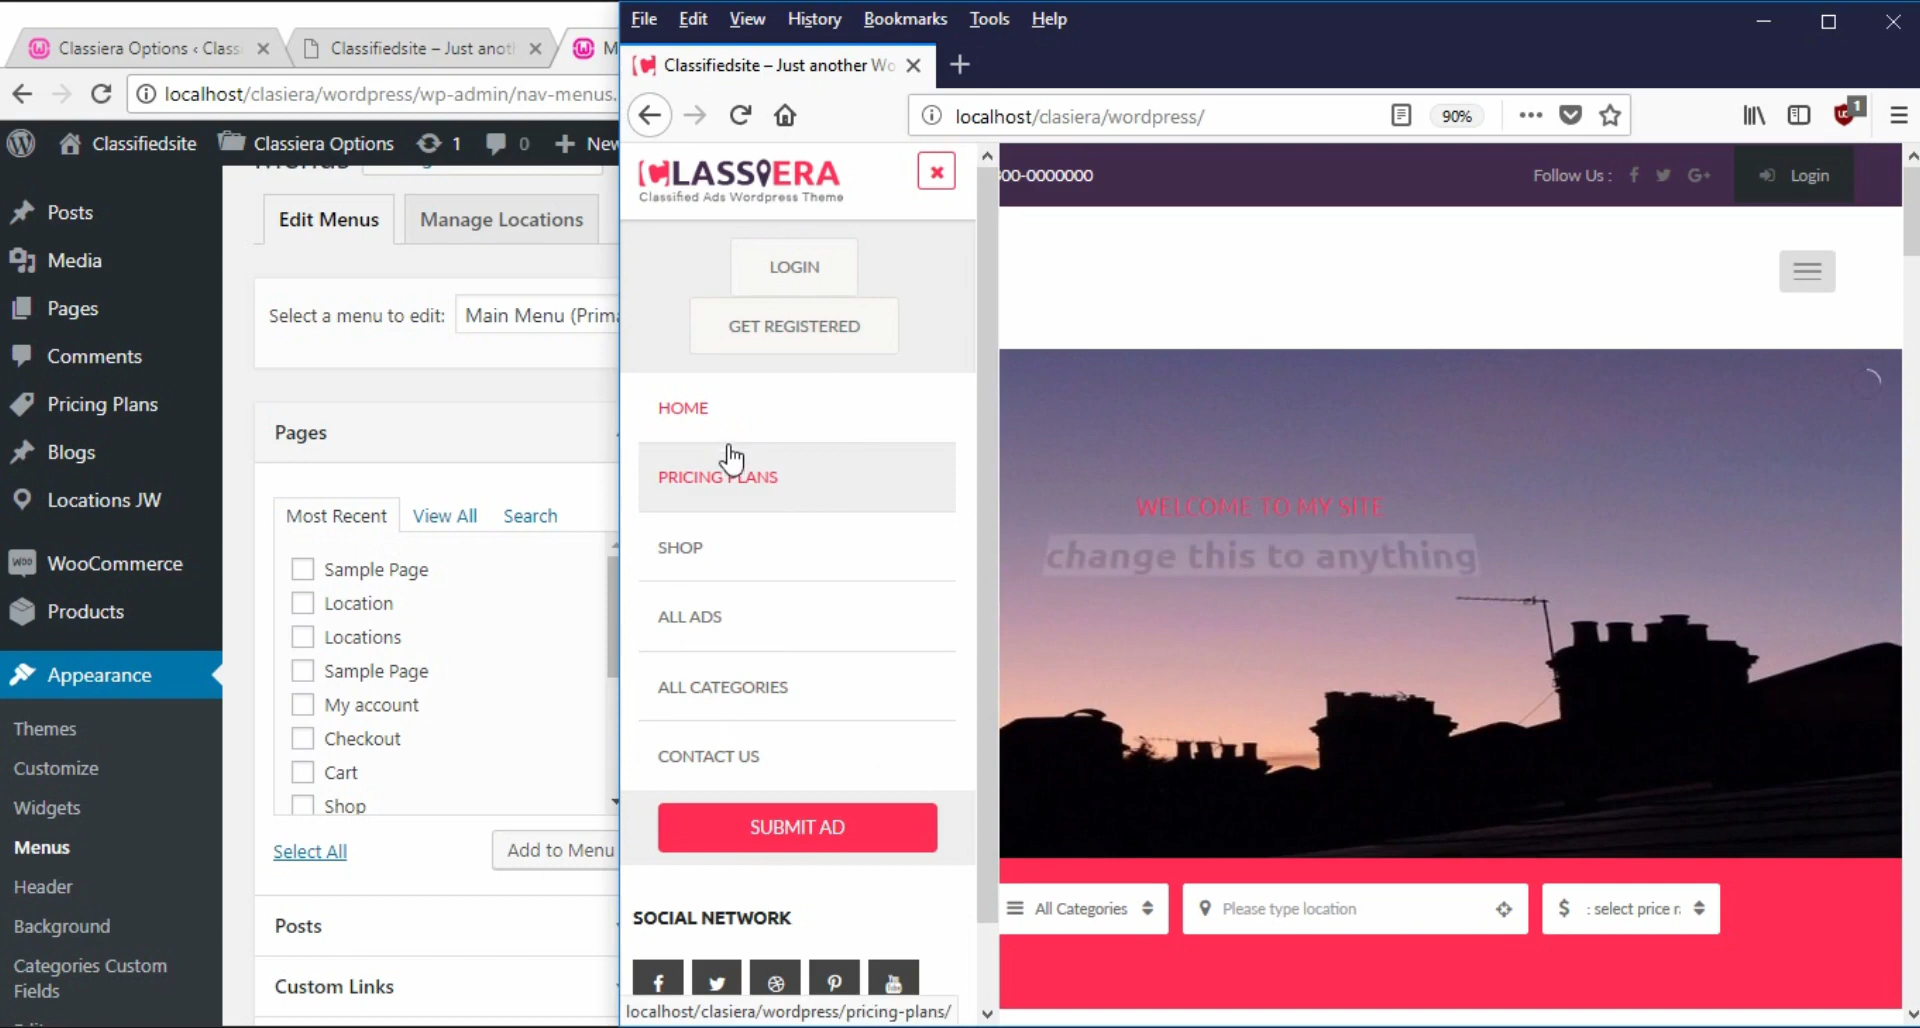 Classiera Options ‹ Class
Classifiedsite – Just anot
M
localhost/clasiera/wordpress/wp-admin/nav-menus.
Classifiedsite
Classiera Options
1
0
New
Posts
Media
Pages
Comments
Pricing Plans
Blogs
Locations JW
WooCommerce
Products
Appearance
Themes
Customize
Widgets
Menus
Header
Background
Categories Custom
Fields
Menus
Edit Menus
Manage Locations
Select a menu to edit:
Main Menu (Prima
Pages
Most Recent
View All
Search
Sample Page
Location
Locations
Sample Page
My account
Checkout
Cart
Shop
Select All
Add to Menu
Posts
Custom Links
File Edit View History Bookmarks Tools Help
Classifiedsite – Just another Wo
localhost/clasiera/wordpress/
90%
1
CLASSIERA
Classified Ads Wordpress Theme
LOGIN
GET REGISTERED
HOME
PRICING PLANS
SHOP
ALL ADS
ALL CATEGORIES
CONTACT US
SUBMIT AD
SOCIAL NETWORK
localhost/clasiera/wordpress/pricing-plans/
00-0000000
Follow Us :
G+
Login
WELCOME TO MY SITE
change this to anything
All Categories
Please type location
$ : select price r